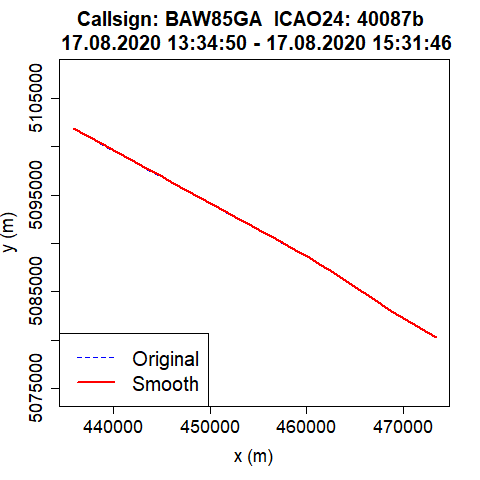 Callsign: BAW85GA  ICAO24: 40087b
17.08.2020 13:34:50 - 17.08.2020 15:31:46
5105000
5095000
5085000
5075000
y (m)
Original
Smooth
440000 450000 460000 470000
x (m)